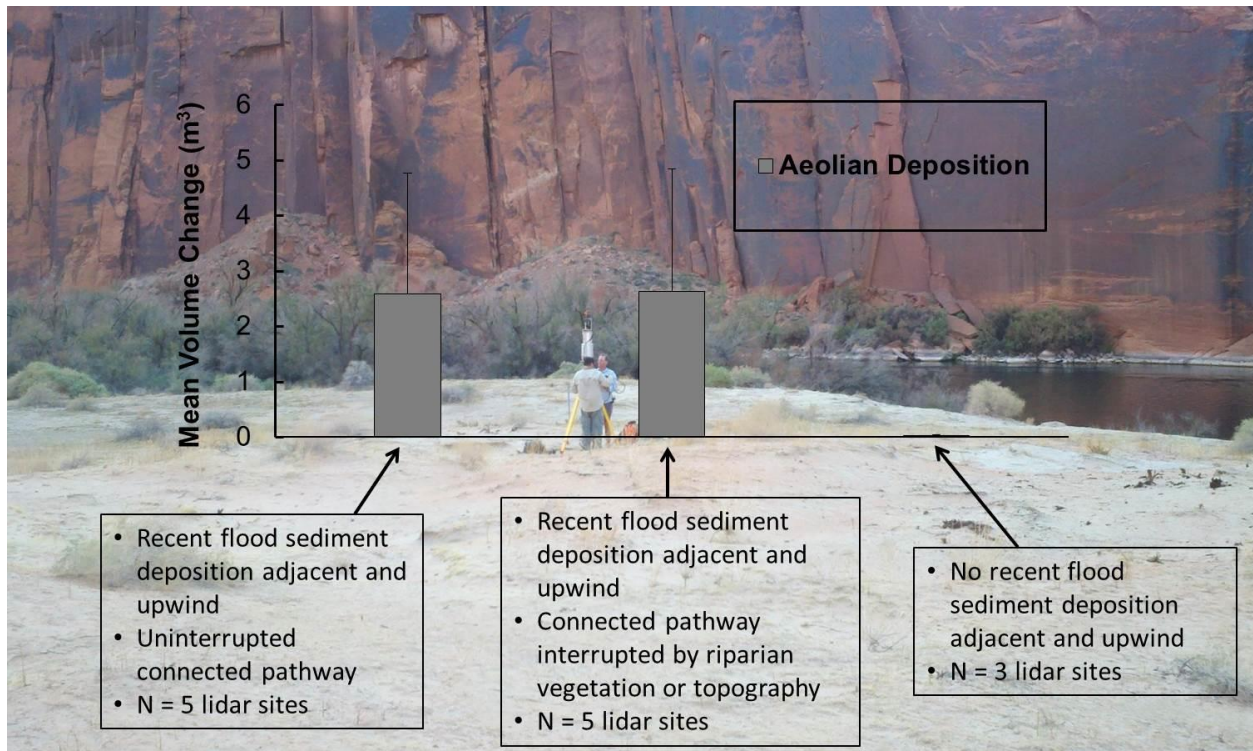 Mean Volume Change (m³)
6
5
4
3
2
1
0
Aeolian Deposition
• Recent flood sediment
deposition adjacent and
upwind
• Uninterrupted
connected pathway
• N = 5 lidar sites
• Recent flood sediment
deposition adjacent and
upwind
• Connected pathway
interrupted by riparian
vegetation or topography
• N = 5 lidar sites
• No recent flood
sediment deposition
adjacent and upwind
• N = 3 lidar sites